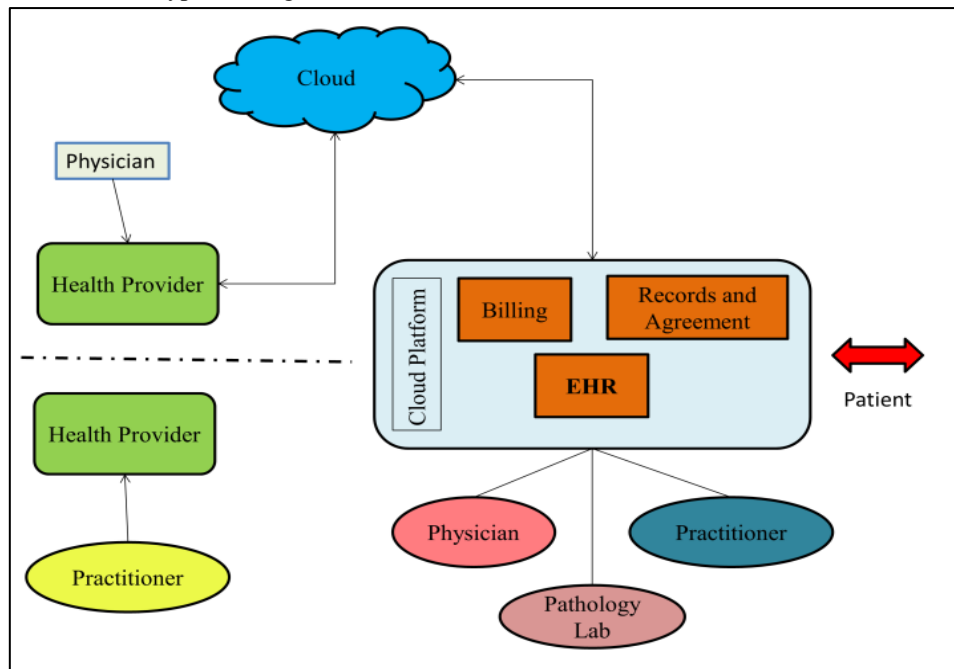 Cloud
Physician
Health Provider
Cloud Platform
Billing
Records and
Agreement
EHR
Patient
Health Provider
Physician
Practitioner
Practitioner
Pathology
Lab